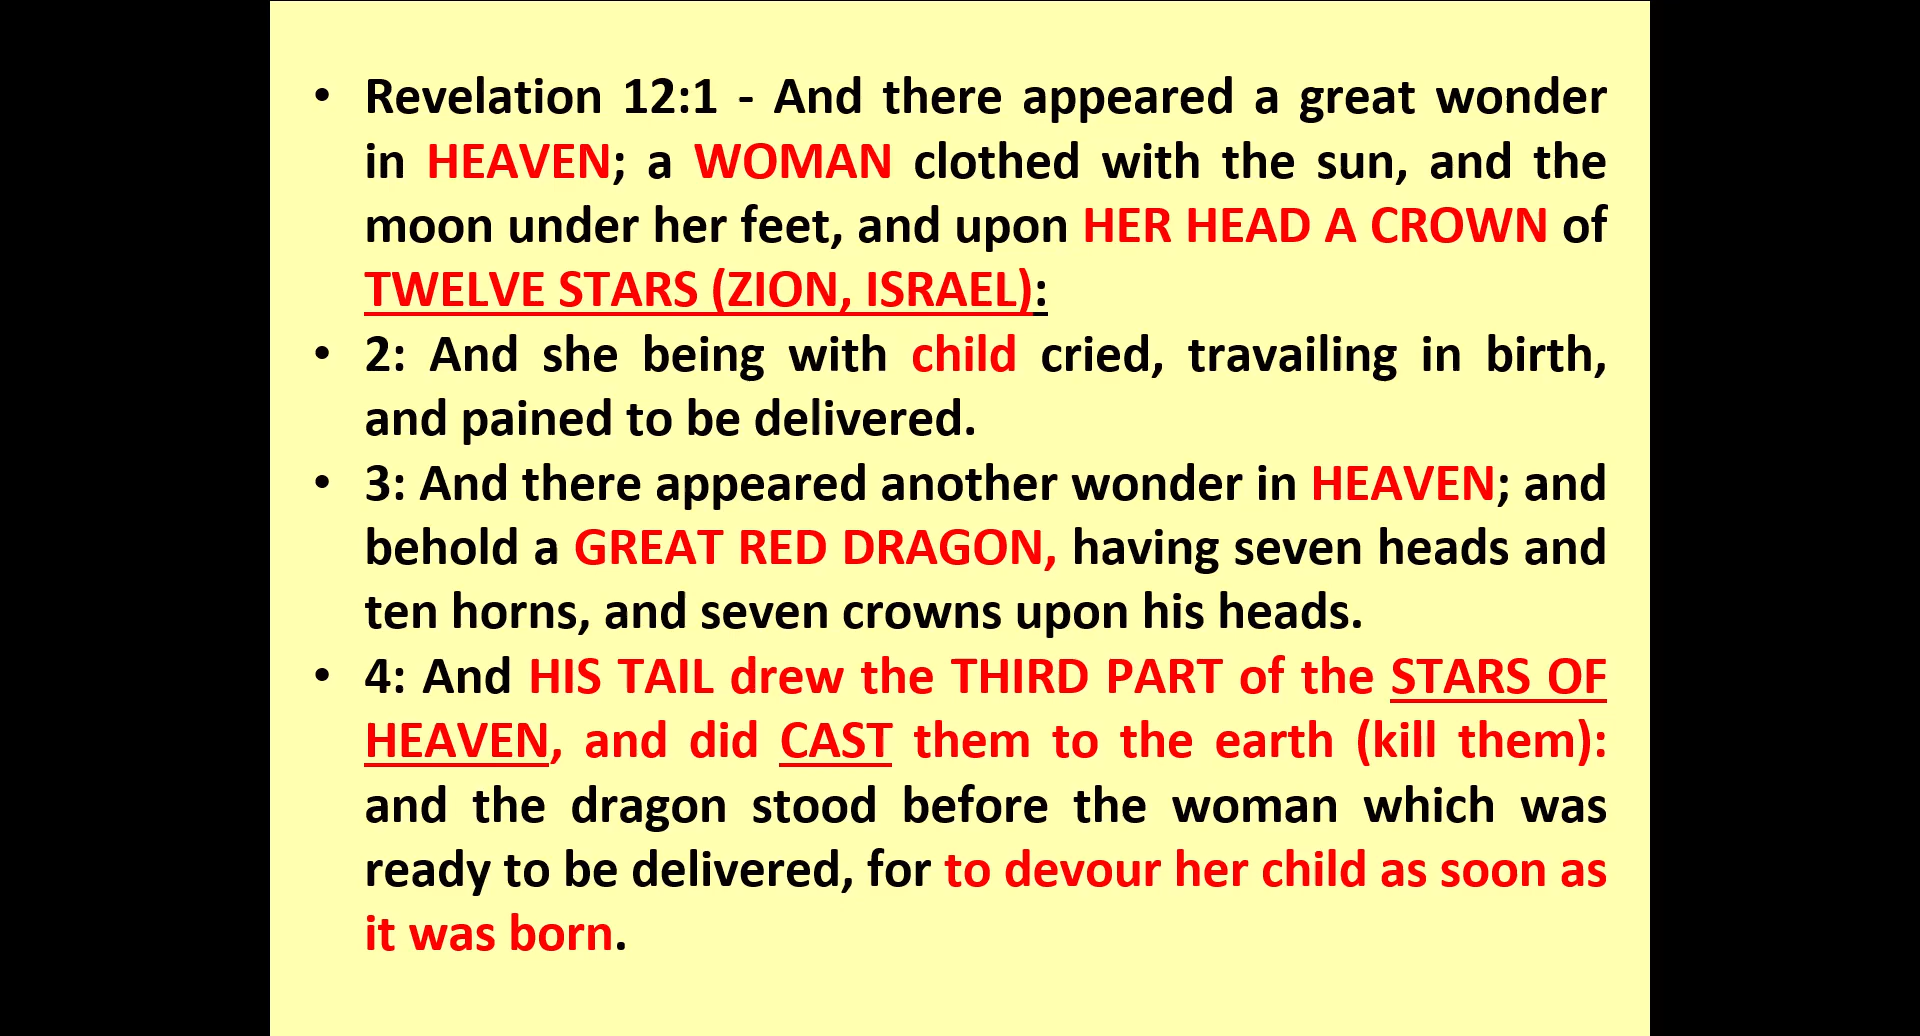 • Revelation 12:1 - And there appeared a great wonder
in HEAVEN; a WOMAN clothed with the sun, and the
moon under her feet, and upon HER HEAD A CROWN of
TWELVE STARS (ZION, ISRAEL):
• 2: And she being with child cried, travailing in birth,
and pained to be delivered.
• 3: And there appeared another wonder in HEAVEN; and
behold a GREAT RED DRAGON, having seven heads and
ten horns, and seven crowns upon his heads.
• 4: And HIS TAIL drew the THIRD PART of the STARS OF
HEAVEN, and did CAST them to the earth (kill them):
and the dragon stood before the woman which was
ready to be delivered, for to devour her child as soon as
it was born.